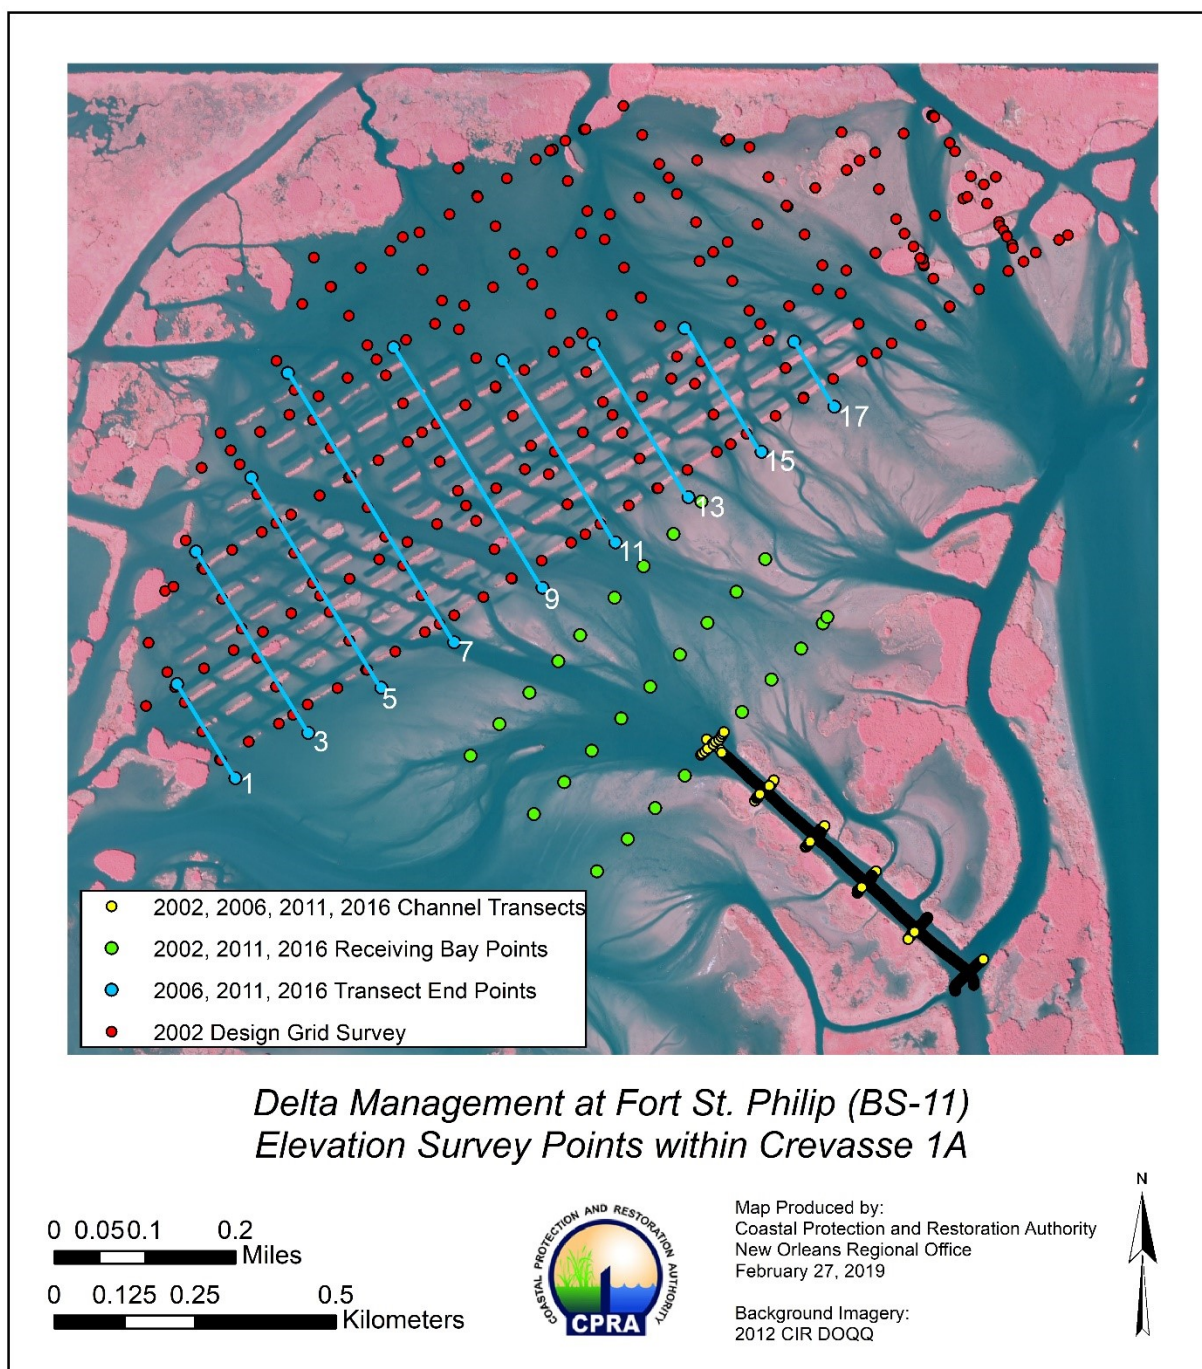 17
15
13
11
9
7
5
3
1
2002, 2006, 2011, 2016 Channel Transects
2002, 2011, 2016 Receiving Bay Points
2006, 2011, 2016 Transect End Points
2002 Design Grid Survey
Delta Management at Fort St. Philip (BS-11)
Elevation Survey Points within Crevasse 1A
0 0.05 0.1 0.2
Miles
0 0.125 0.25 0.5
Kilometers
COASTAL PROTECTION AND RESTORATION AUTHORITY
CPRA
Map Produced by:
Coastal Protection and Restoration Authority
New Orleans Regional Office
February 27, 2019
Background Imagery:
2012 CIR DOQQ
N